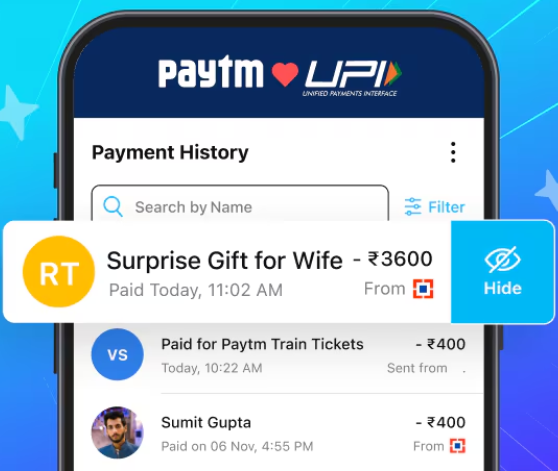 paytm UPI
UNIFIED PAYMENTS INTERFACE
Payment History
Search by Name
Filter
RT
Surprise Gift for Wife - ₹3600
Paid Today, 11:02 AM From
Hide
VS
Paid for Paytm Train Tickets - ₹400
Today, 10:22 AM Sent from .
Sumit Gupta - ₹400
Paid on 06 Nov, 4:55 PM From